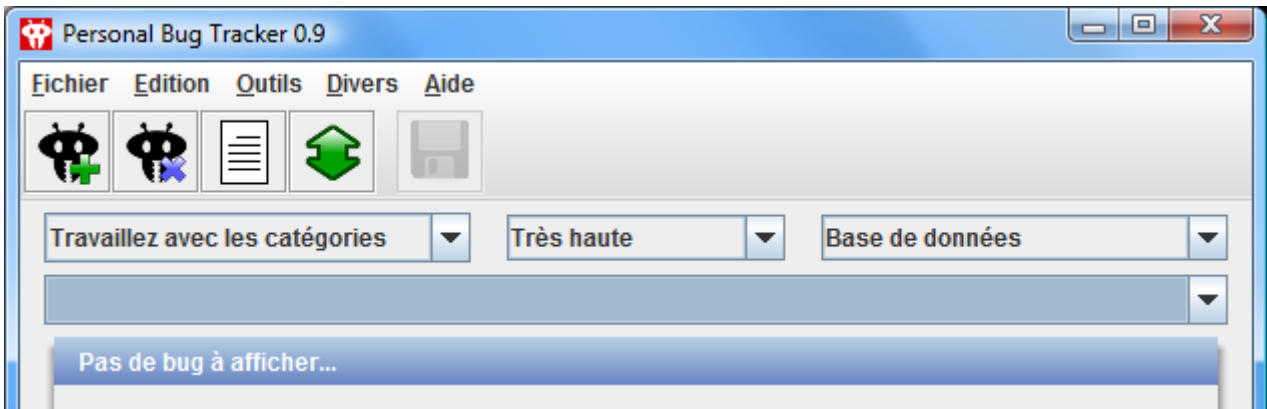 Personal Bug Tracker 0.9
Fichier Edition Outils Divers Aide
Travaillez avec les catégories Très haute Base de données
Pas de bug à afficher...